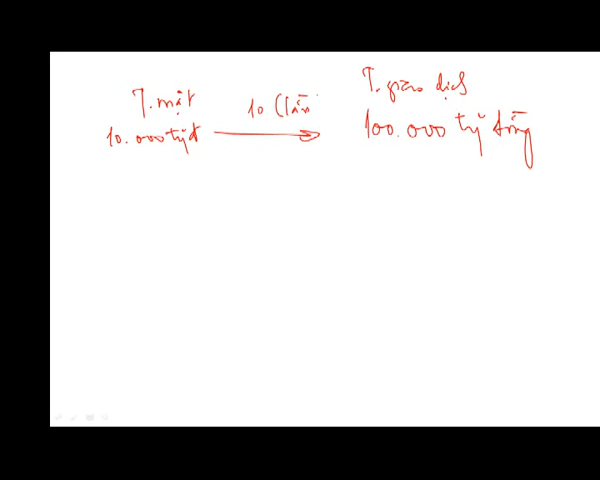 T. mặt
10.000 tỷ đ
10 (lần
T. giao dịch
100.000 tỷ đồng